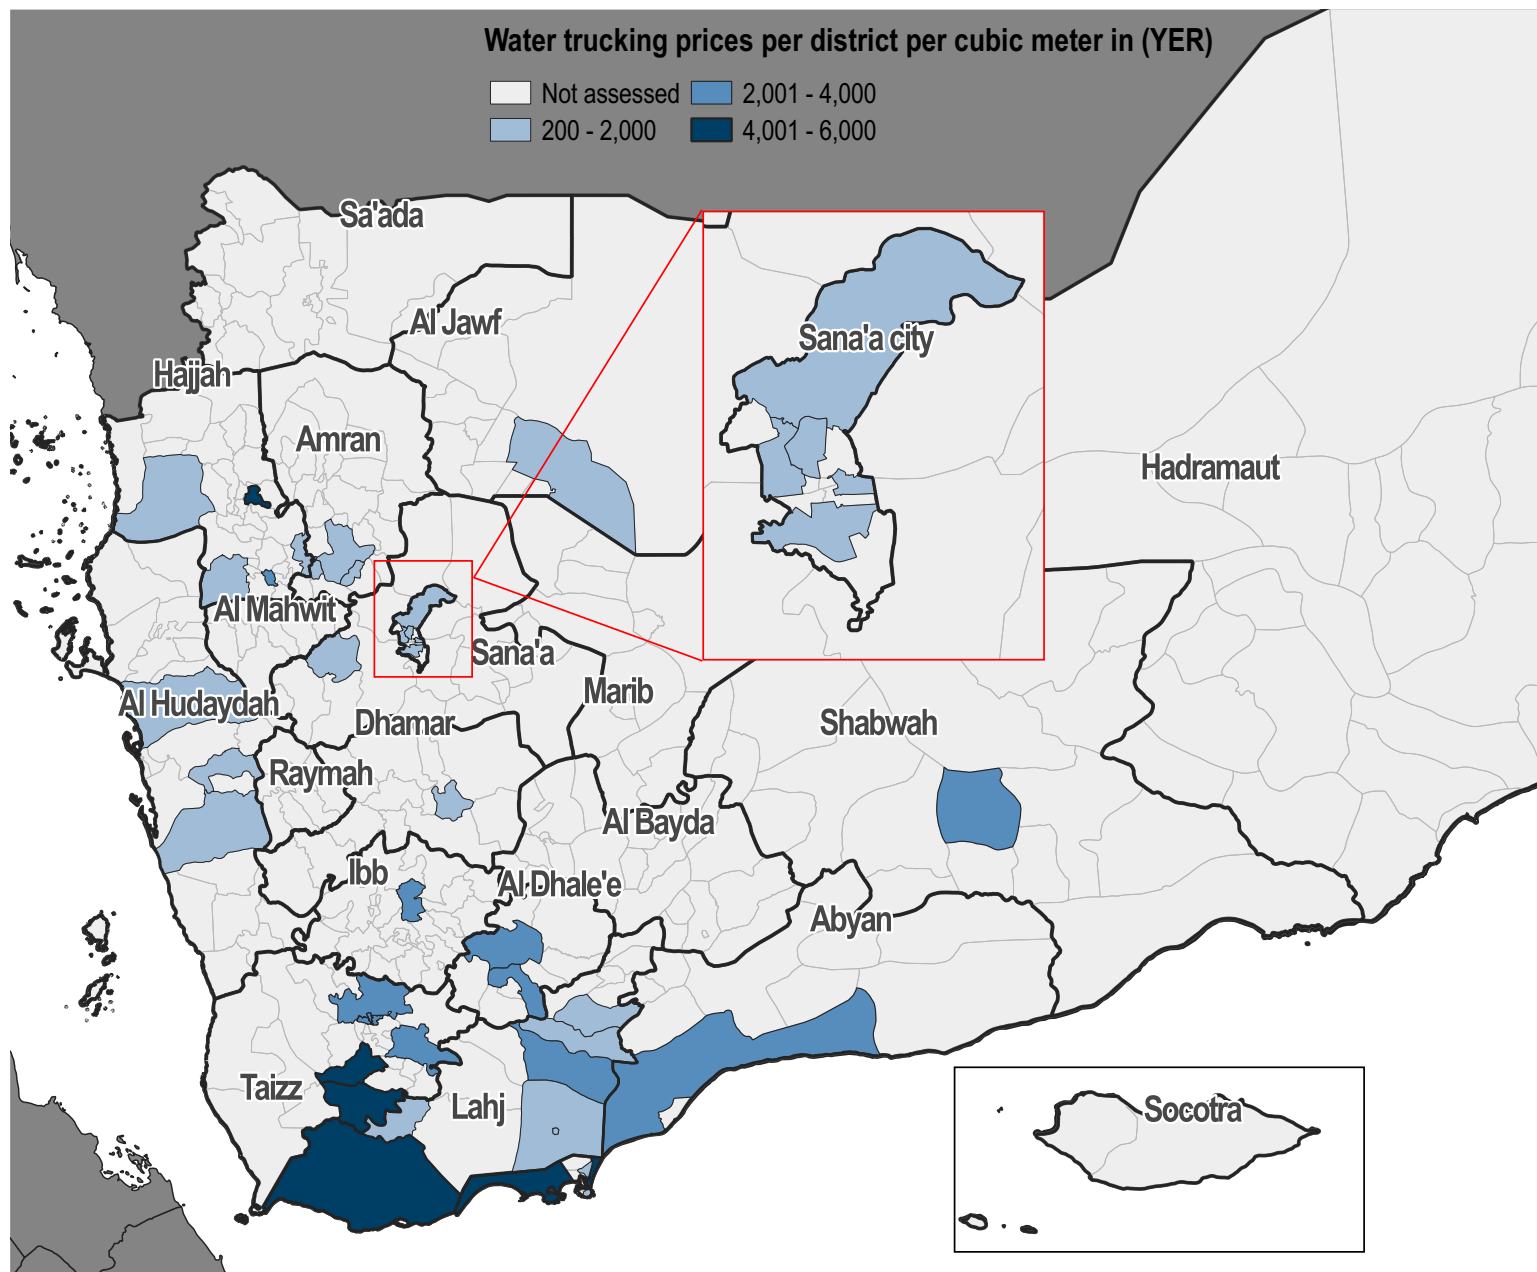 Water trucking prices per district per cubic meter in (YER)
Not assessed
2,001 - 4,000
200 - 2,000
4,001 - 6,000
Sa'ada
Al Jawf
Sana'a city
Hajjah
Amran
Hadramaut
Al Mahwit
Sana'a
Marib
Al Hudaydah
Dhamar
Shabwah
Raymah
Al Bayda
Ibb
Al Dhale'e
Abyan
Taizz
Lahj
Socotra